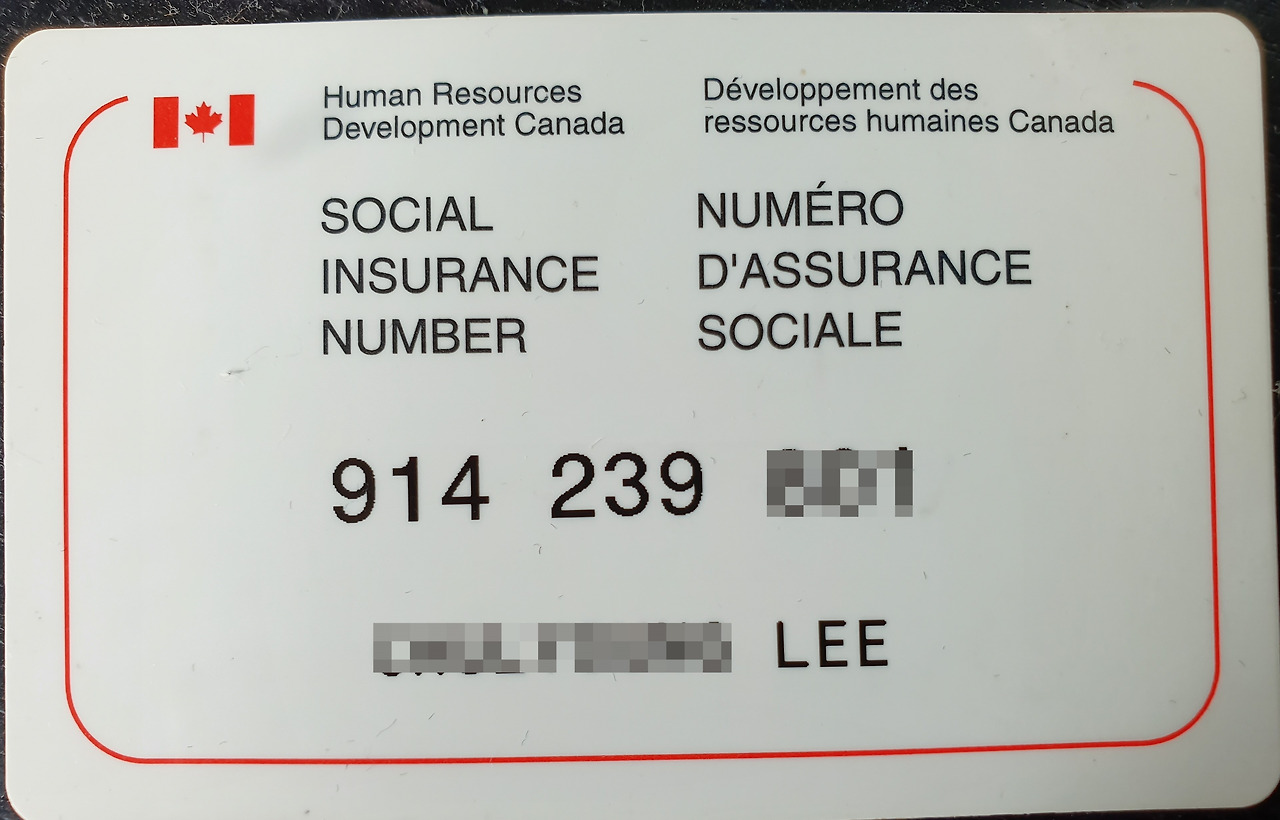 Human Resources
Development Canada
Développement des
ressources humaines Canada
SOCIAL
INSURANCE
NUMBER
NUMÉRO
D'ASSURANCE
SOCIALE
914 239
LEE